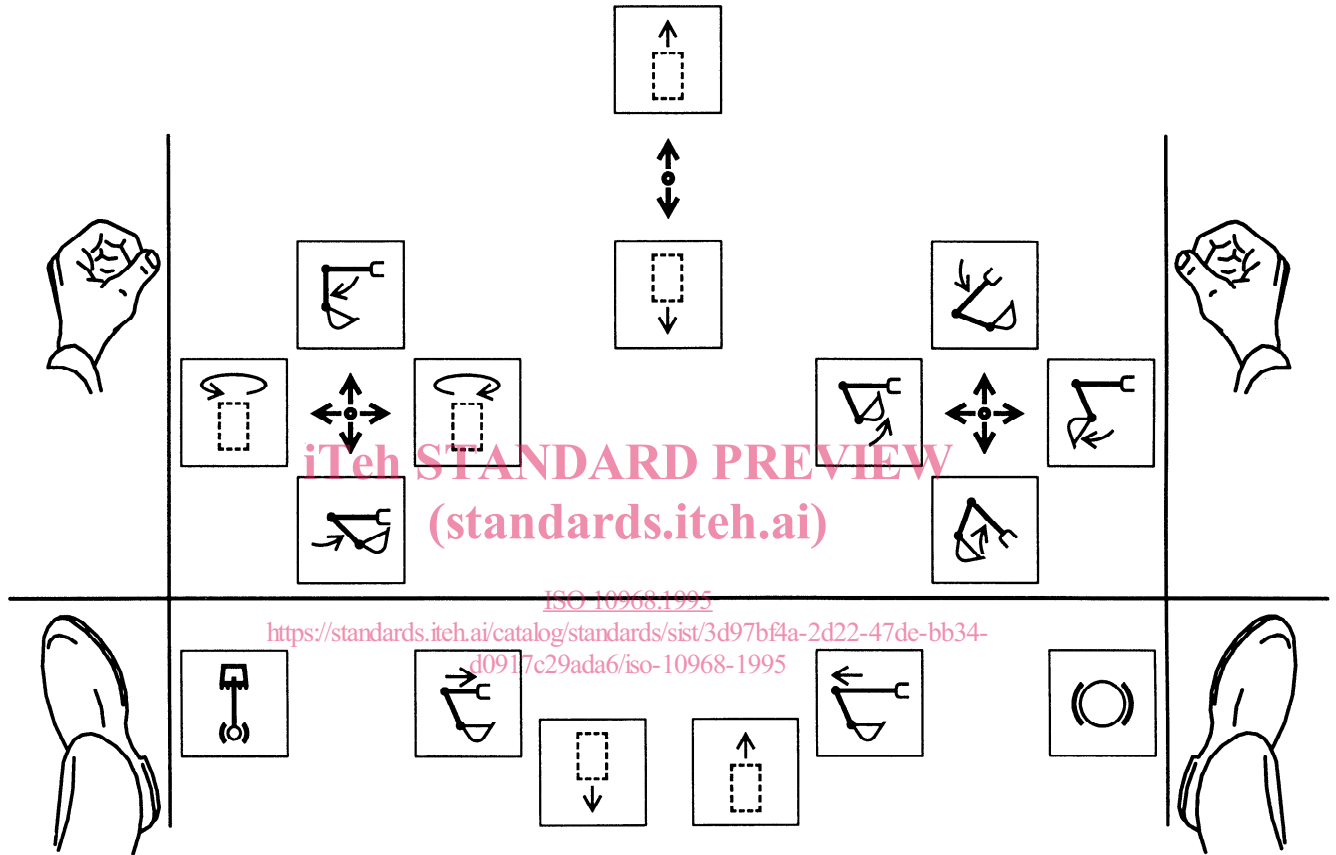 iTeh STANDARD PREVIEW
(standards.iteh.ai)
ISO 10968:1995
https://standards.iteh.ai/catalog/standards/sist/3d97bf4a-2d22-47de-bb34-
d0917c29ada6/iso-10968-1995